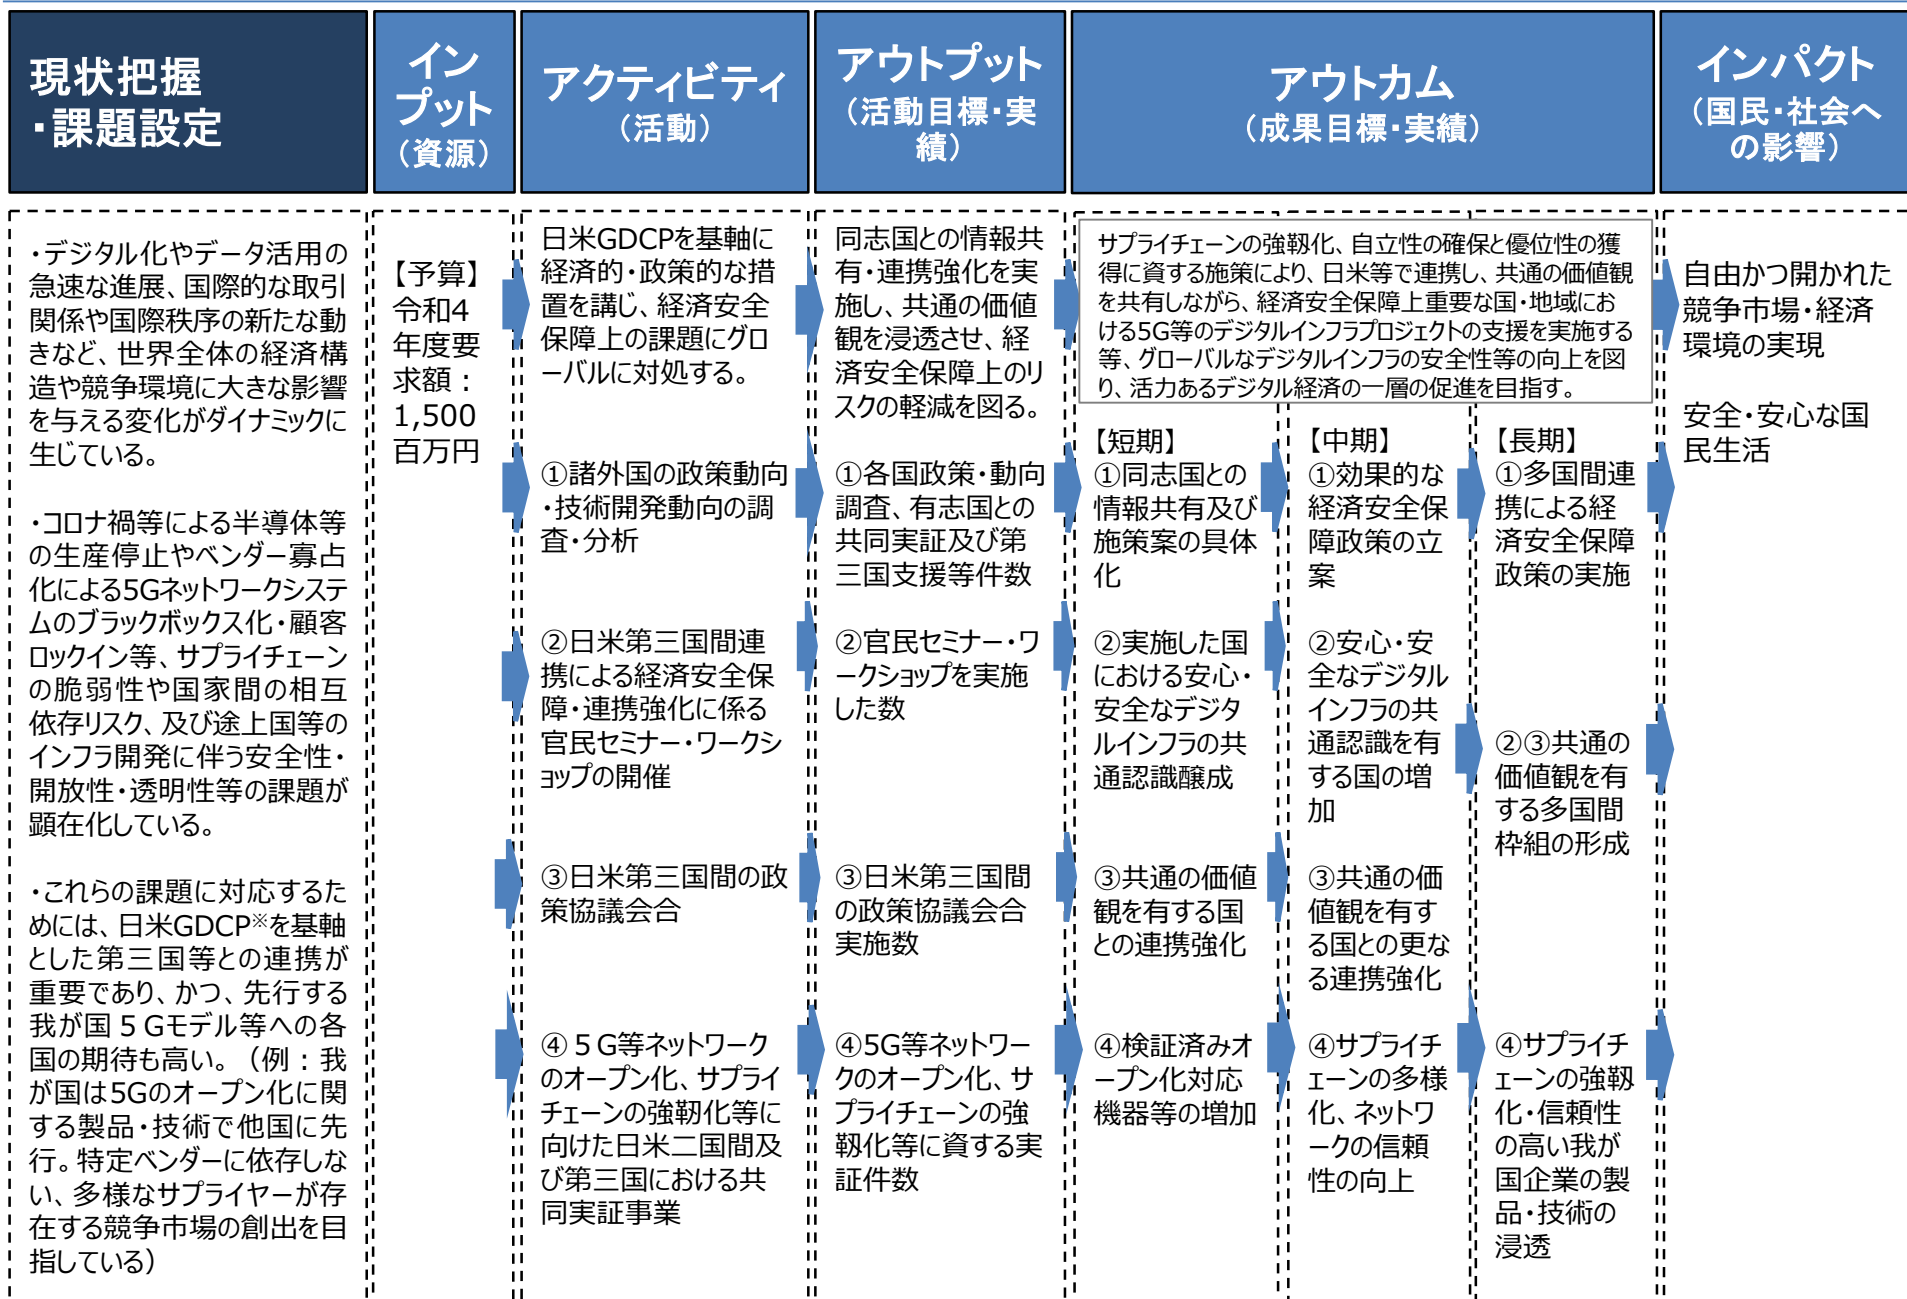 現状把握
・課題設定
イン
プット
（資源）
アクティビティ
（活動）
アウトプット
（活動目標・実
績）
アウトカム
（成果目標・実績）
インパクト
（国民・社会へ
の影響）
・デジタル化やデータ活用の
急速な進展、国際的な取引
関係や国際秩序の新たな動
きなど、世界全体の経済構
造や競争環境に大きな影響
を与える変化がダイナミックに
生じている。
・コロナ禍等による半導体等
の生産停止やベンダー寡占
化による5Gネットワークシステ
ムのブラックボックス化・顧客
ロックイン等、サプライチェーン
の脆弱性や国家間の相互
依存リスク、及び途上国等の
インフラ開発に伴う安全性・
開放性・透明性等の課題が
顕在化している。
・これらの課題に対応するた
めには、日米GDCP※を基軸
とした第三国等との連携が
重要であり、かつ、先行する
我が国５Gモデル等への各
国の期待も高い。（例：我
が国は5Gのオープン化に関
する製品・技術で他国に先
行。特定ベンダーに依存しな
い、多様なサプライヤーが存
在する競争市場の創出を目
指している）
【予算】
令和4
年度要
求額：
1,500
百万円
日米GDCPを基軸に
経済的・政策的な措
置を講じ、経済安全
保障上の課題にグロ
ーバルに対処する。
①諸外国の政策動向
・技術開発動向の調
査・分析
②日米第三国間連
携による経済安全保
障・連携強化に係る
官民セミナー・ワークシ
ョップの開催
③日米第三国間の政
策協議会合
④５G等ネットワーク
のオープン化、サプライ
チェーンの強靭化等に
向けた日米二国間及
び第三国における共
同実証事業
同志国との情報共
有・連携強化を実
施し、共通の価値
観を浸透させ、経
済安全保障上のリ
スクの軽減を図る。
①各国政策・動向
調査、有志国との
共同実証及び第
三国支援等件数
②官民セミナー・ワ
ークショップを実施
した数
③日米第三国間
の政策協議会合
実施数
④5G等ネットワー
クのオープン化、サ
プライチェーンの強
靱化等に資する実
証件数
サプライチェーンの強靱化、自立性の確保と優位性の獲
得に資する施策により、日米等で連携し、共通の価値観
を共有しながら、経済安全保障上重要な国・地域にお
ける5G等のデジタルインフラプロジェクトの支援を実施する
等、グローバルなデジタルインフラの安全性等の向上を図
り、活力あるデジタル経済の一層の促進を目指す。
【短期】
①同志国との
情報共有及び
施策案の具体
化
②実施した国
における安心・
安全なデジタ
ルインフラの共
通認識醸成
③共通の価値
観を有する国
との連携強化
④検証済みオ
ープン化対応
機器等の増加
【中期】
①効果的な
経済安全保
障政策の立
案
②安心・安
全なデジタル
インフラの共
通認識を有
する国の増
加
③共通の価
値観を有す
る国との更な
る連携強化
④サプライチ
ェーンの多様
化、ネットワ
ークの信頼
性の向上
【長期】
①多国間連
携による経
済安全保障
政策の実施
②③共通の
価値観を有
する多国間
枠組の形成
④サプライチ
ェーンの強靱
化・信頼性
の高い我が
国企業の製
品・技術の
浸透
自由かつ開かれた
競争市場・経済
環境の実現
安全・安心な国
民生活